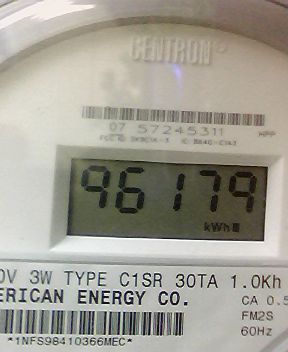 CENTRON®
07 57245311 HPP
96179
kWh
0V 3W TYPE C1SR 30TA 1.0Kh
ERICAN ENERGY CO. CA 0.5
FM2S
60Hz
*1NFS98410366MEC*